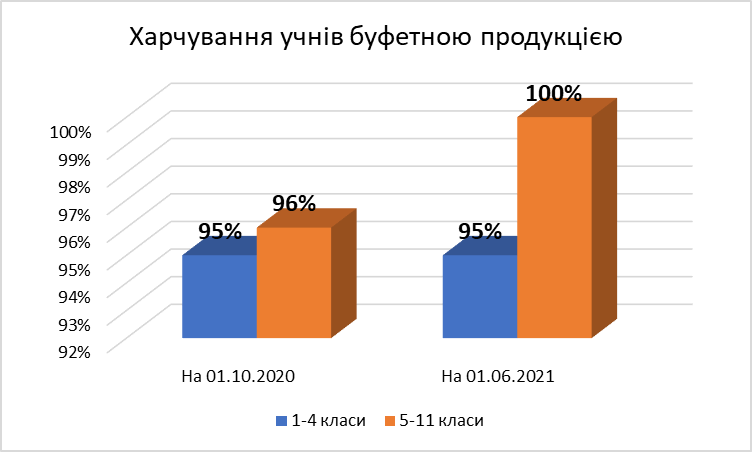 Харчування учнів буфетною продукцією
100%
99%
98%
97%
96%
95%
94%
93%
92%
95%
96%
95%
100%
На 01.10.2020
На 01.06.2021
1-4 класи
5-11 класи